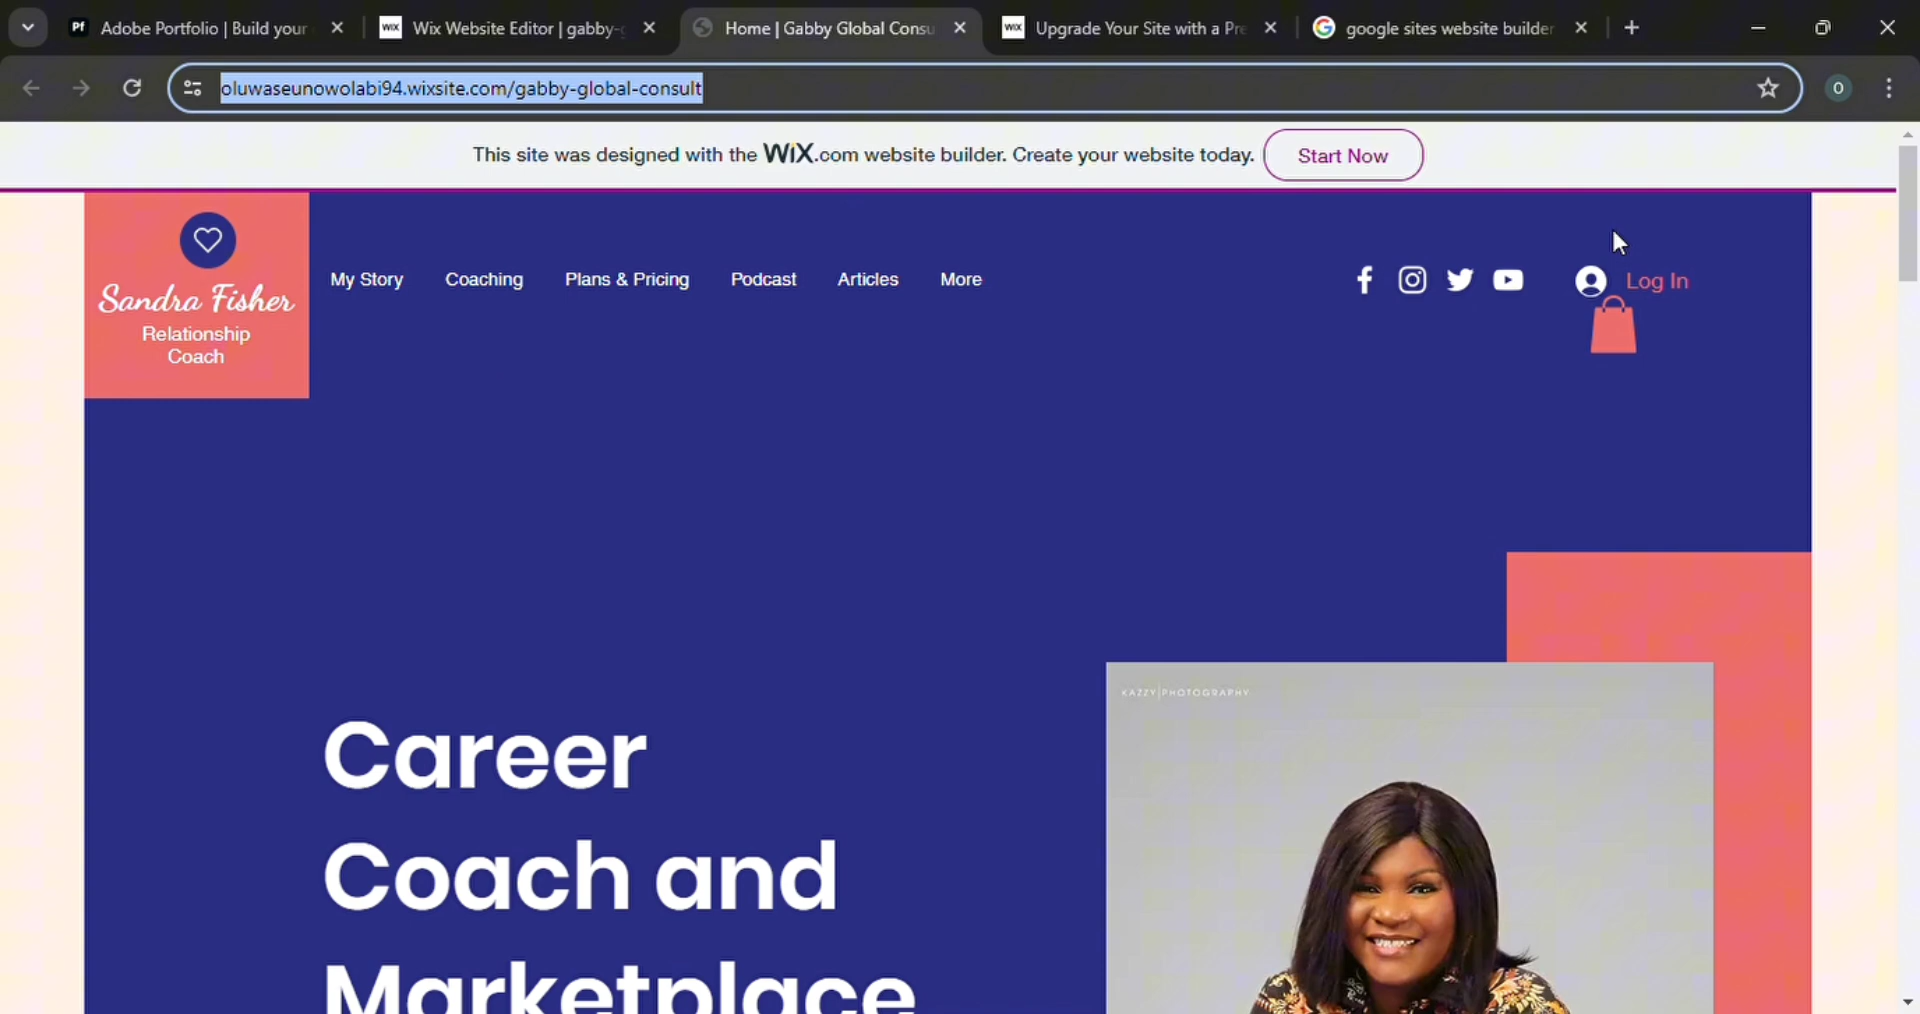 Adobe Portfolio | Build your
Wix Website Editor | gabby-
Home | Gabby Global Consu
Upgrade Your Site with a Pre
google sites website builder
oluwaseunowolabi94.wixsite.com/gabby-global-consult
O
This site was designed with the WiX.com website builder. Create your website today. Start Now
Sandra Fisher
Relationship
Coach
My Story Coaching Plans & Pricing Podcast Articles More
Log In
KAZZY|PHOTOGRAPHY
Career
Coach and
Marketplace